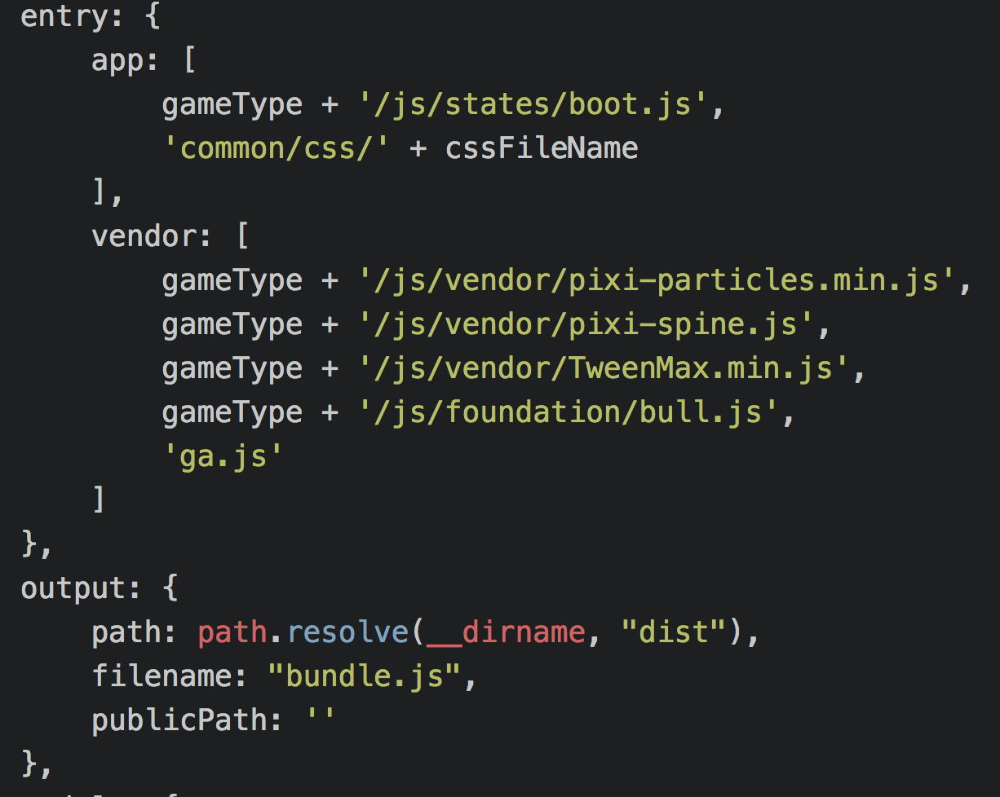 entry: {
    app: [
        gameType + '/js/states/boot.js',
        'common/css/' + cssFileName
    ],
    vendor: [
        gameType + '/js/vendor/pixi-particles.min.js',
        gameType + '/js/vendor/pixi-spine.js',
        gameType + '/js/vendor/TweenMax.min.js',
        gameType + '/js/foundation/bull.js',
        'ga.js'
    ]
},
output: {
    path: path.resolve(__dirname, "dist"),
    filename: "bundle.js",
    publicPath: ''
},